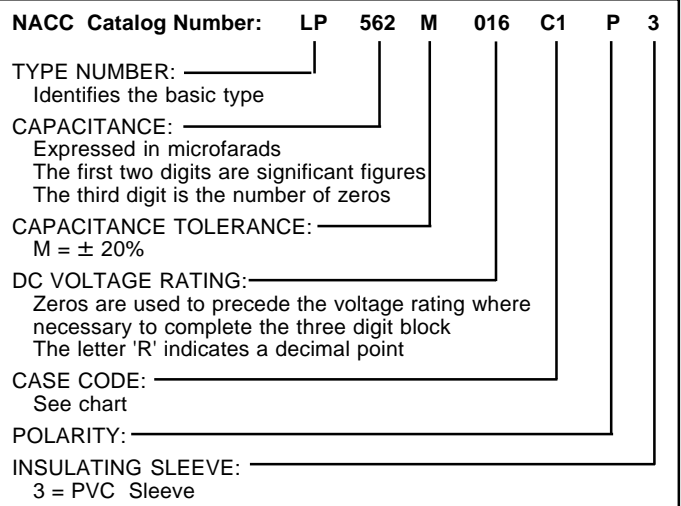 NACC Catalog Number: LP 562 M 016 C1 P 3
TYPE NUMBER:
Identifies the basic type
CAPACITANCE:
Expressed in microfarads
The first two digits are significant figures
The third digit is the number of zeros
CAPACITANCE TOLERANCE:
M = ± 20%
DC VOLTAGE RATING:
Zeros are used to precede the voltage rating where
necessary to complete the three digit block
The letter 'R' indicates a decimal point
CASE CODE:
See chart
POLARITY:
INSULATING SLEEVE:
3 = PVC Sleeve